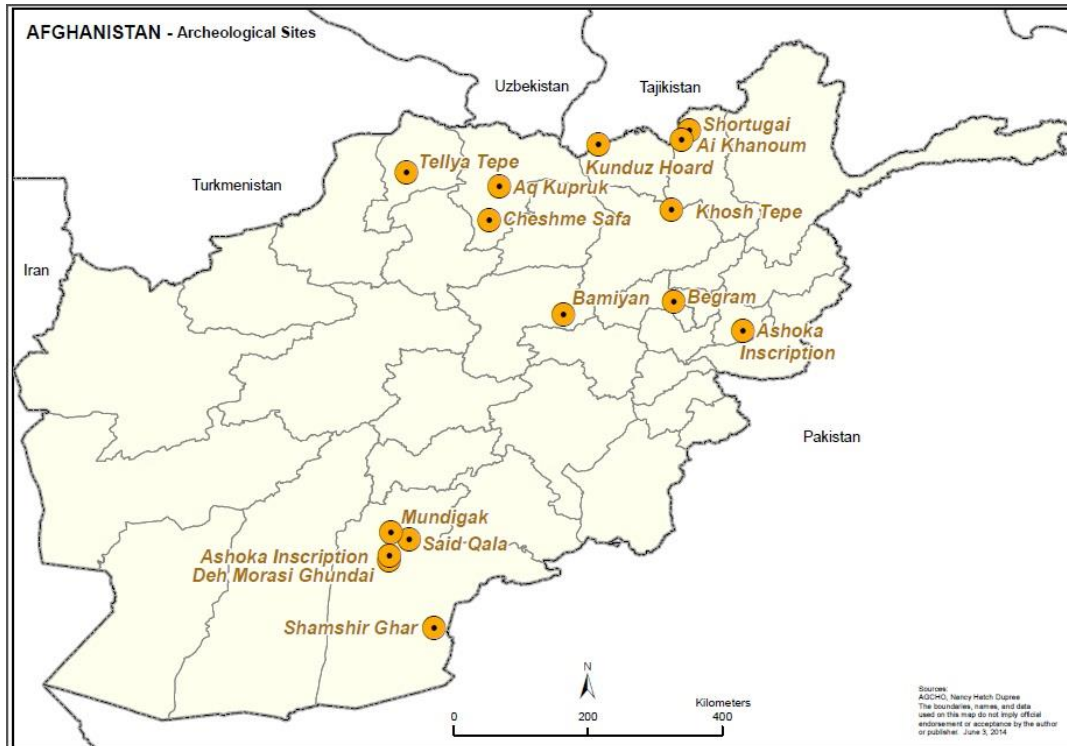 AFGHANISTAN - Archeological Sites
Uzbekistan
Tajikistan
Shortugai
Ai Khanoum
Kunduz Hoard
Tellya Tepe
Turkmenistan
Aq Kupruk
Khosh Tepe
Cheshme Safa
Iran
Bamiyan
Begram
Ashoka
Inscription
Pakistan
Mundigak
Said-Qala
Ashoka Inscription
Deh Morasi Ghundai
Shamshir Ghar
N
Kilometers
0 200 400
Sources:
AGCHO, Nancy Hatch Dupree
The boundaries, names, and data
used on this map do not imply official
endorsement or acceptance by the author
or publisher. June 3, 2014